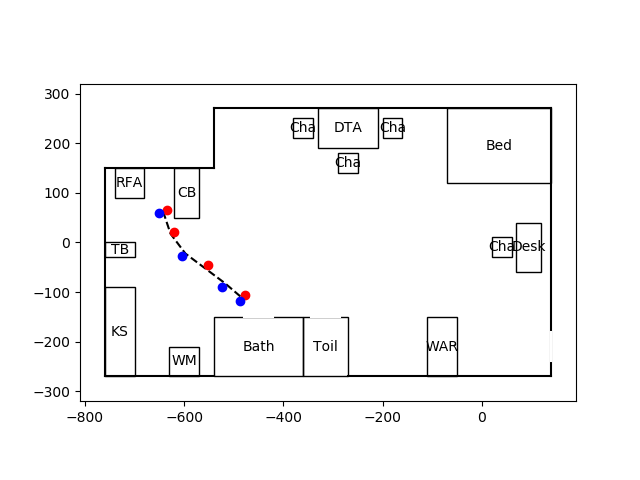 300
200
100
0
−100
−200
−300
−800
−600
−400
−200
0
RFA
CB
Cha
DTA
Cha
Cha
Bed
TB
Cha
Desk
KS
WM
Bath
Toil
WAR